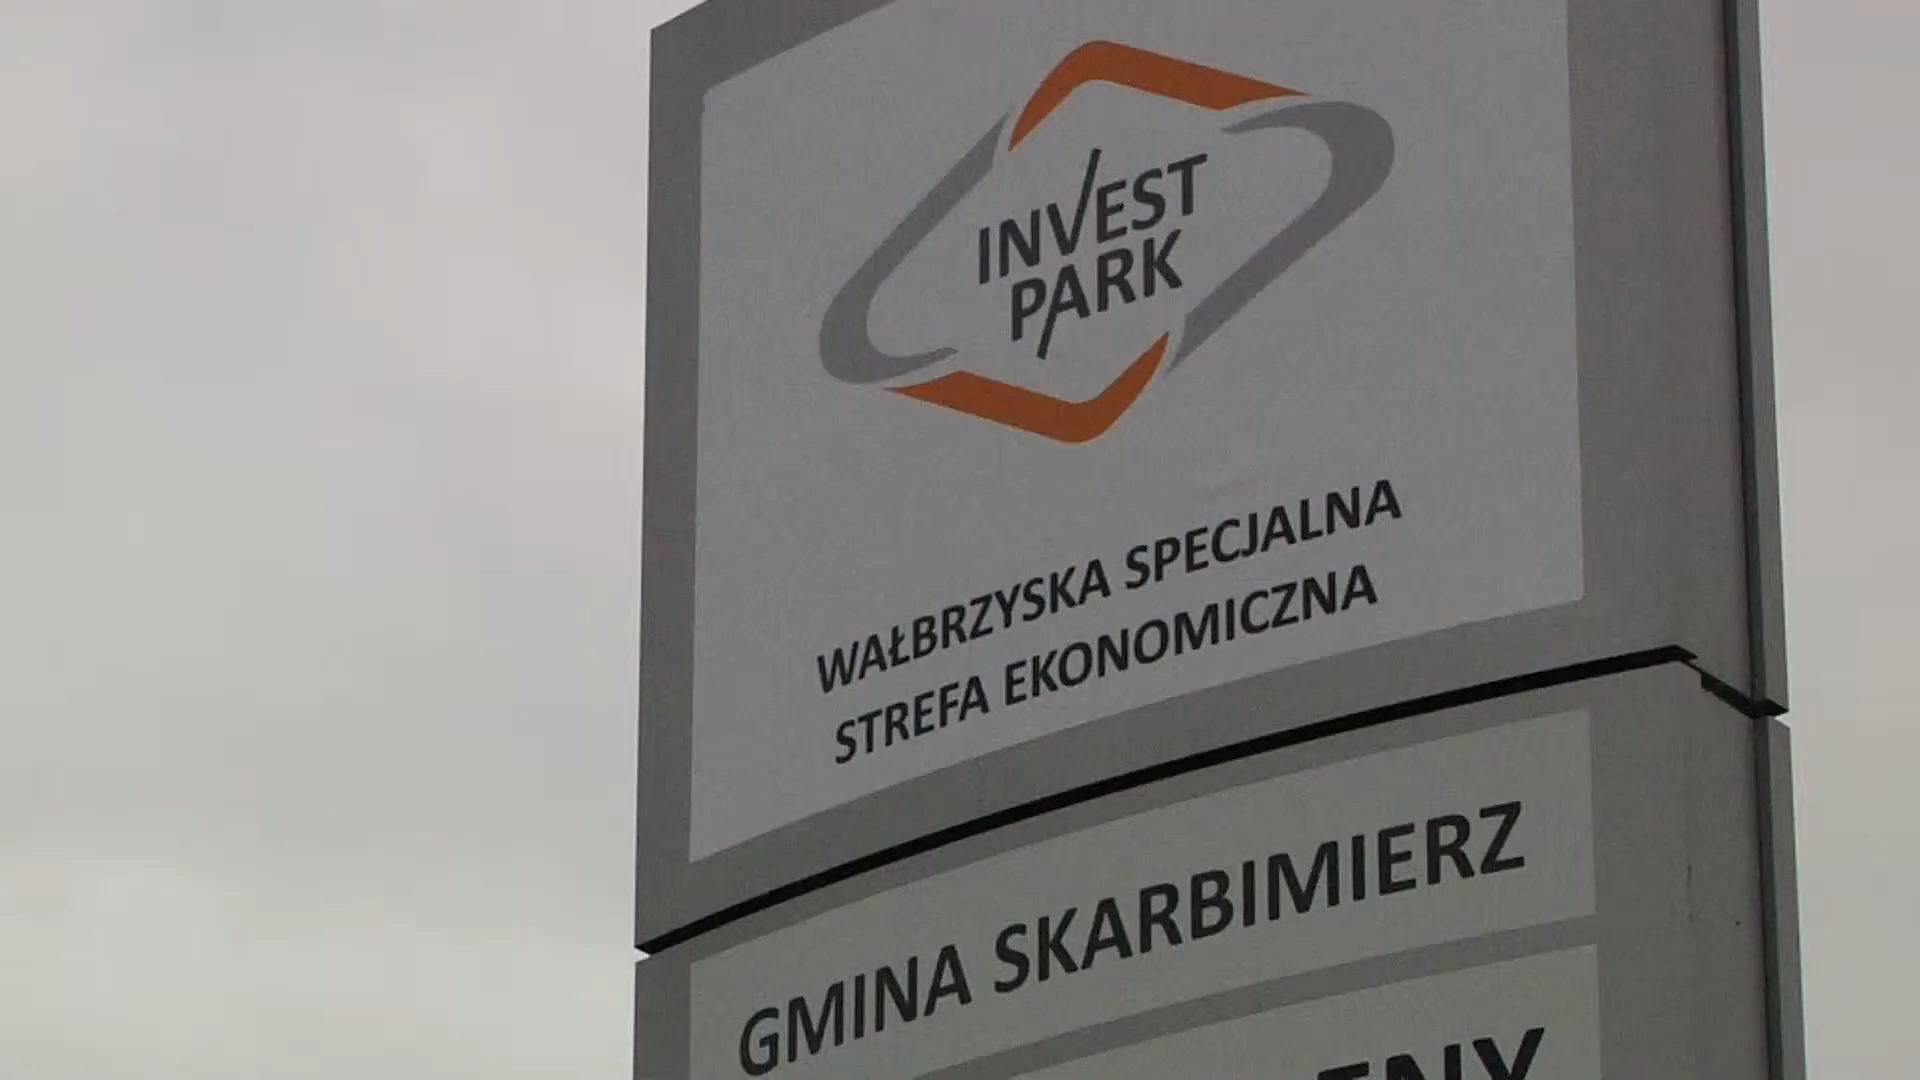 INVEST
PARK
WAŁBRZYSKA SPECJALNA
STREFA EKONOMICZNA
GMINA SKARBIMIERZ